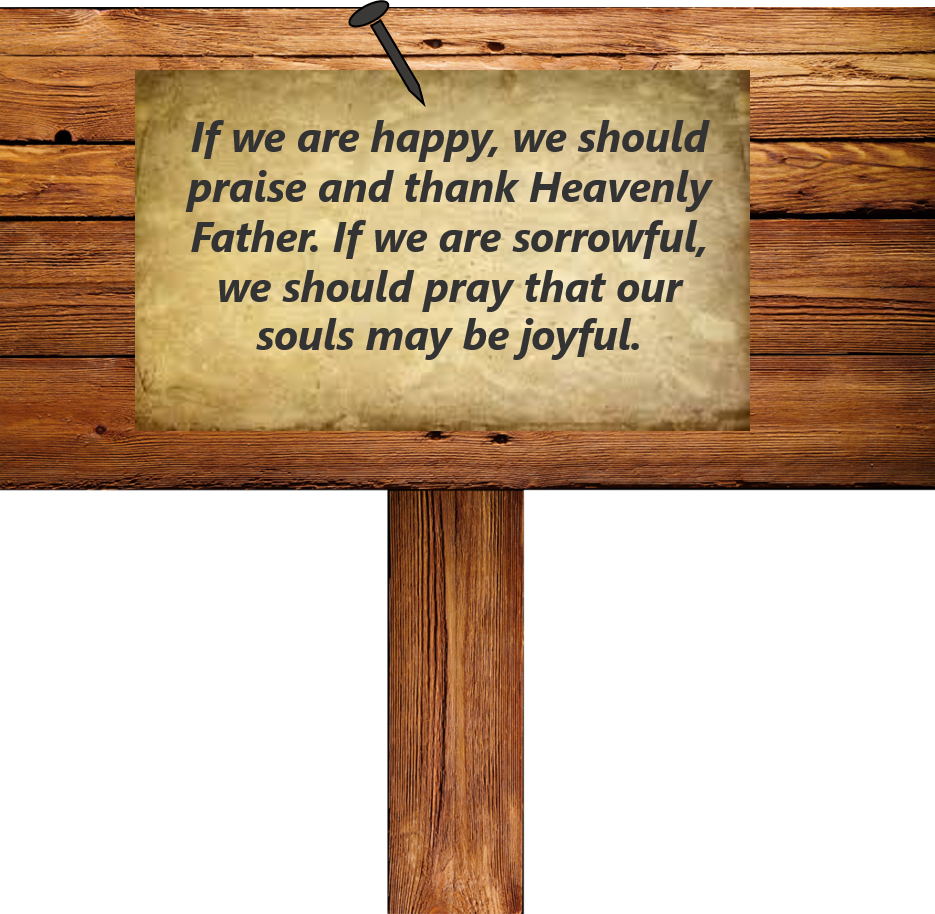 If we are happy, we should
praise and thank Heavenly
Father. If we are sorrowful,
we should pray that our
souls may be joyful.